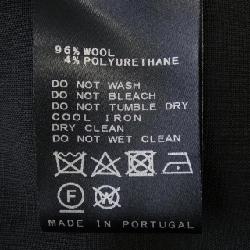 96% WOOL
4% POLYURETHANE
DO NOT WASH
DO NOT BLEACH
DO NOT TUMBLE DRY
COOL IRON
DRY CLEAN
DO NOT WET CLEAN
F W
MADE IN PORTUGAL